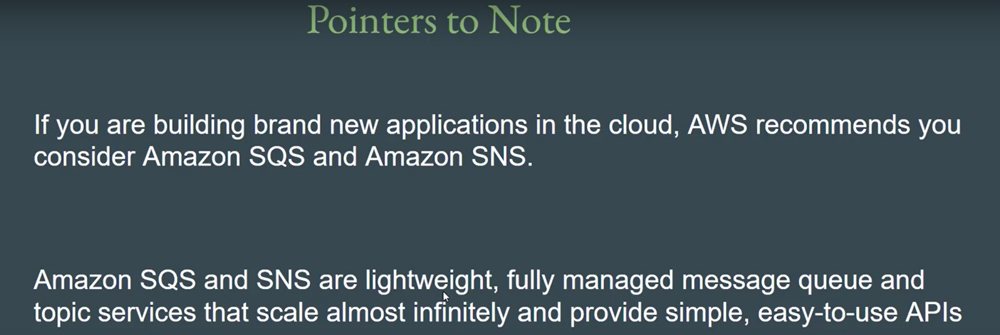 Pointers to Note
If you are building brand new applications in the cloud, AWS recommends you
consider Amazon SQS and Amazon SNS.
Amazon SQS and SNS are lightweight, fully managed message queue and
topic services that scale almost infinitely and provide simple, easy-to-use APIs